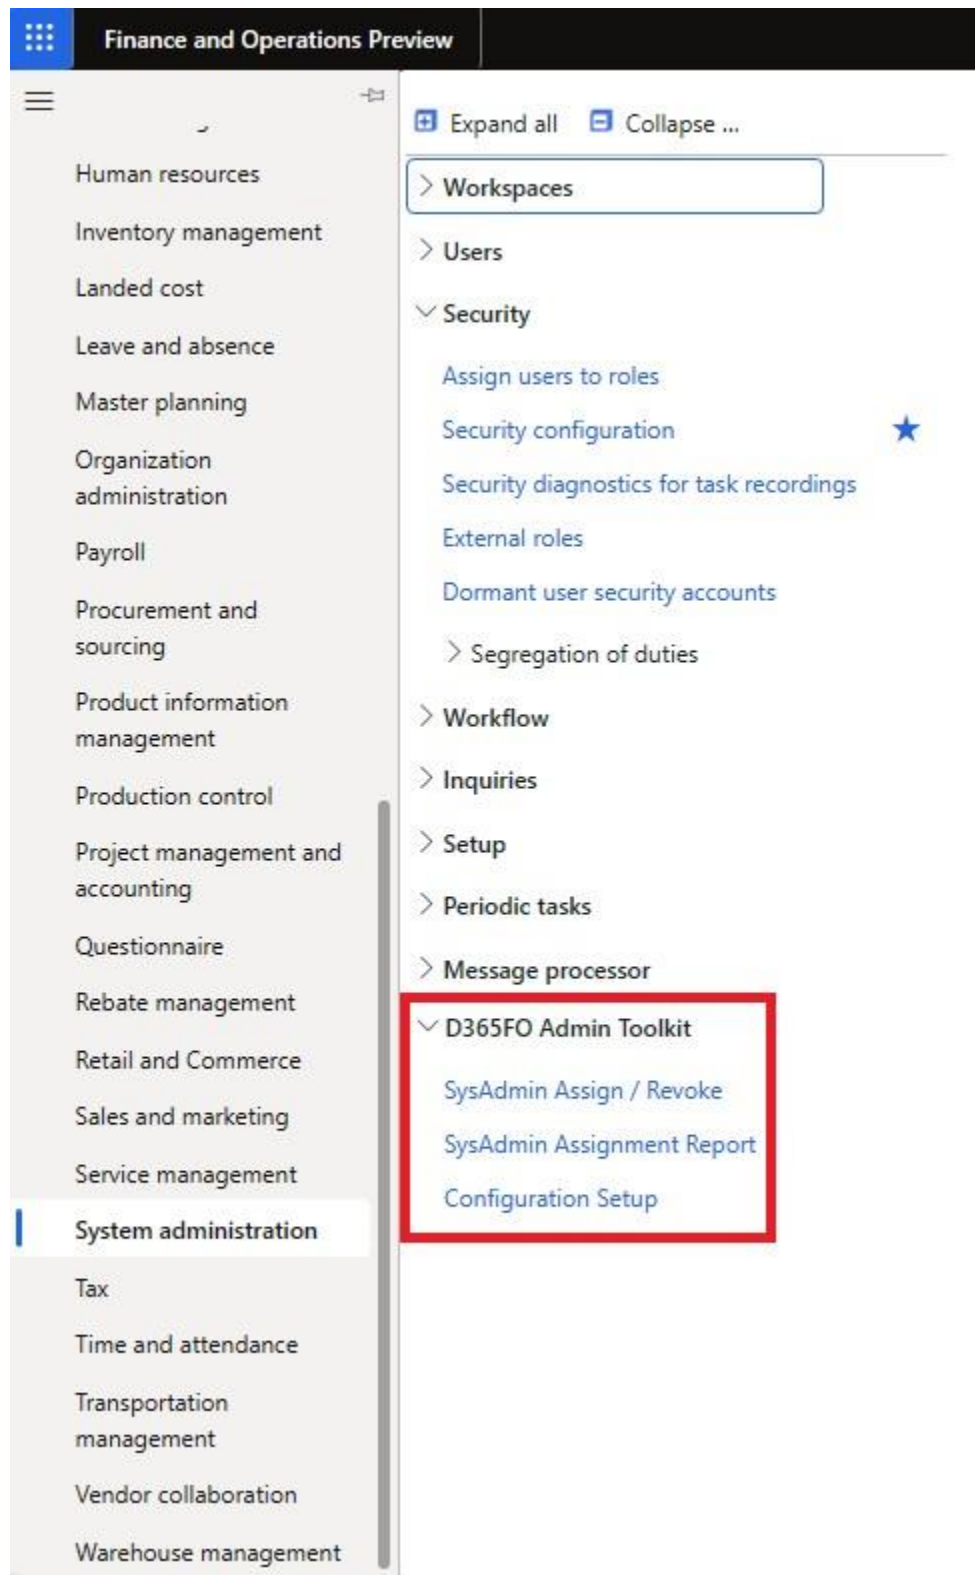 Finance and Operations Preview
Expand all
Collapse ...
Human resources
Inventory management
Landed cost
Leave and absence
Master planning
Organization
administration
Payroll
Procurement and
sourcing
Product information
management
Production control
Project management and
accounting
Questionnaire
Rebate management
Retail and Commerce
Sales and marketing
Service management
System administration
Tax
Time and attendance
Transportation
management
Vendor collaboration
Warehouse management
Workspaces
Users
Security
Assign users to roles
Security configuration
Security diagnostics for task recordings
External roles
Dormant user security accounts
Segregation of duties
Workflow
Inquiries
Setup
Periodic tasks
Message processor
D365FO Admin Toolkit
SysAdmin Assign / Revoke
SysAdmin Assignment Report
Configuration Setup